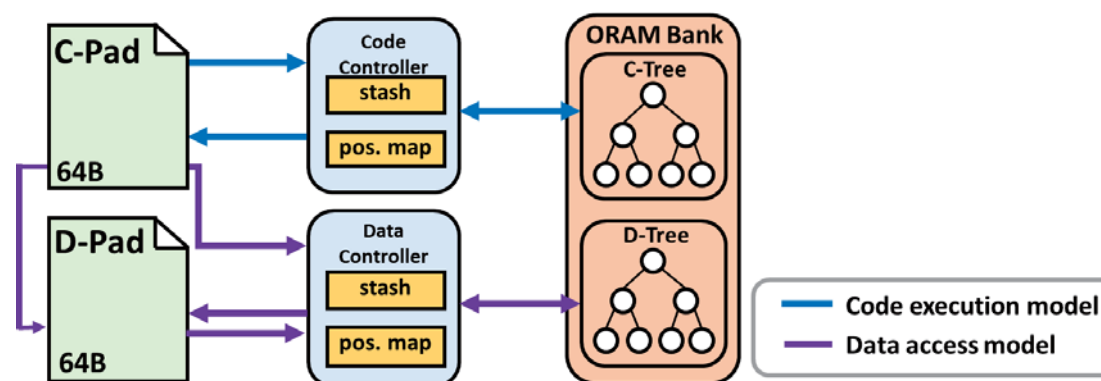 C-Pad
64B
Code
Controller
stash
pos. map
ORAM Bank
C-Tree
D-Pad
64B
Data
Controller
stash
pos. map
D-Tree
Code execution model
Data access model